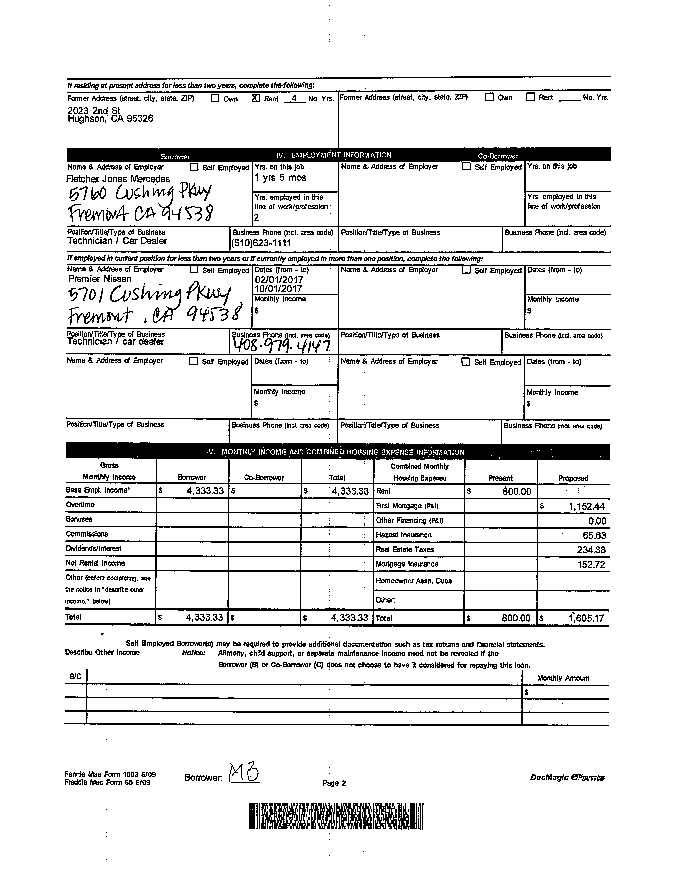 If residing at present address for less than two years, complete the following:
Former Address (street, city, state, ZIP) Own X Rent 4 No. Yrs. Former Address (street, city, state, ZIP) Own Rent No. Yrs.
2023 2nd St
Hughson, CA 95326
Borrower IV. EMPLOYMENT INFORMATION Co-Borrower
Name & Address of Employer Self Employed Yrs. on this job Name & Address of Employer Self Employed Yrs. on this job
Fletcher Jones Mercedes 1 yrs 5 mos
5760 Cushing Pkwy
Yrs. employed in this line of work/profession Yrs. employed in this line of work/profession
Fremont CA 94538 2
Position/Title/Type of Business Business Phone (incl. area code) Position/Title/Type of Business Business Phone (incl. area code)
Technician / Car Dealer (510)623-1111
If employed in current position for less than two years or if currently employed in more than one position, complete the following:
Name & Address of Employer Self Employed Dates (from - to) Name & Address of Employer Self Employed Dates (from - to)
Premier Nissan 02/01/2017
5701 Cushing Pkwy, 10/01/2017
Monthly Income Monthly Income
Fremont, CA 94538 $ $
Position/Title/Type of Business Business Phone (incl. area code) Position/Title/Type of Business Business Phone (incl. area code)
Technician / car dealer 408.979.4147
Name & Address of Employer Self Employed Dates (from - to) Name & Address of Employer Self Employed Dates (from - to)
Monthly Income Monthly Income
$ $
Position/Title/Type of Business Business Phone (incl. area code) Position/Title/Type of Business Business Phone (incl. area code)
V. MONTHLY INCOME AND COMBINED HOUSING EXPENSE INFORMATION
Gross Combined Monthly
Monthly Income Borrower Co-Borrower Total Housing Expense Present Proposed
Base Empl. Income* $ 4,333.33 $ $ 4,333.33 Rent $ 800.00
Overtime First Mortgage (P&I) $ 1,152.44
Bonuses Other Financing (P&I) 0.00
Commissions Hazard Insurance 65.63
Dividends/Interest Real Estate Taxes 234.38
Net Rental Income Mortgage Insurance 152.72
Other (before completing, see Homeowner Assn. Dues
the notice in "describe other
income," below) Other:
Total $ 4,333.33 $ $ 4,333.33 Total $ 800.00 $ 1,605.17
Self Employed Borrower(s) may be required to provide additional documentation such as tax returns and financial statements.
Describe Other Income Notice: Alimony, child support, or separate maintenance income need not be revealed if the
Borrower (B) or Co-Borrower (C) does not choose to have it considered for repaying this loan.
B/C Monthly Amount
$
Fannie Mae Form 1003 6/09
Freddie Mac Form 65 6/09
Borrower: MB
Page 2
DocMagic eForms